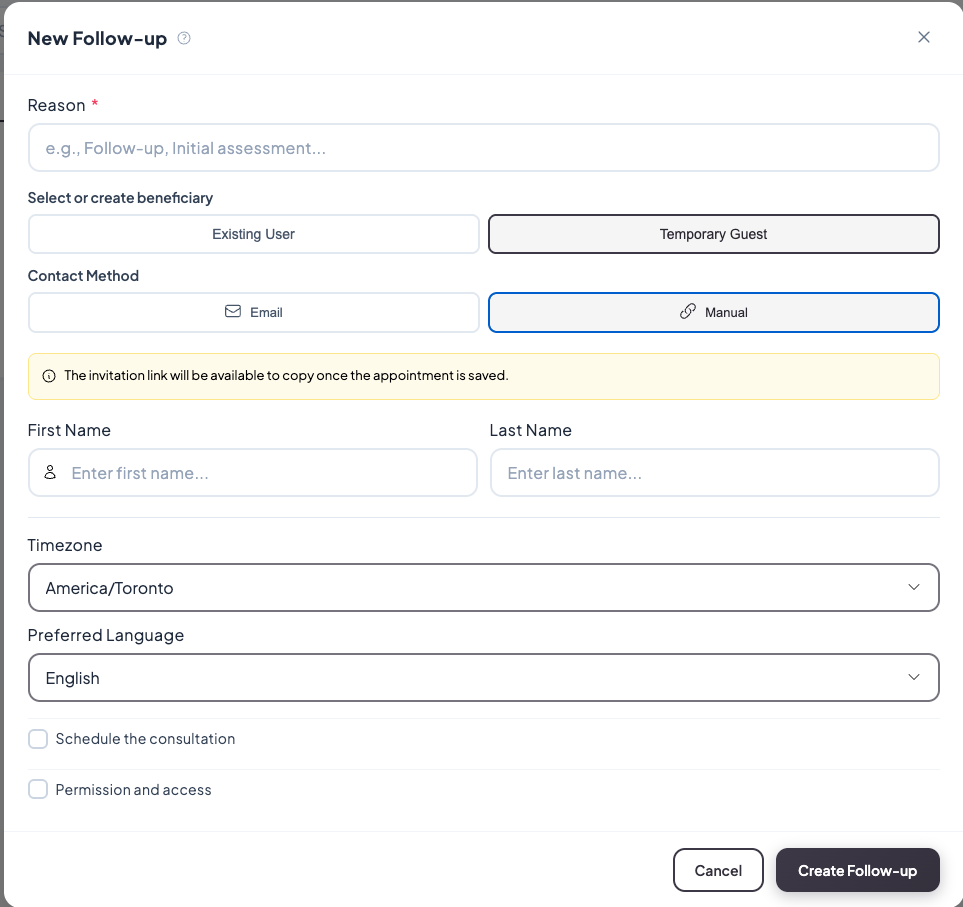 New Follow-up
Reason *
e.g., Follow-up, Initial assessment...
Select or create beneficiary
Existing User
Temporary Guest
Contact Method
Email
Manual
The invitation link will be available to copy once the appointment is saved.
First Name
Last Name
Enter first name...
Enter last name...
Timezone
America/Toronto
Preferred Language
English
Schedule the consultation
Permission and access
Cancel
Create Follow-up